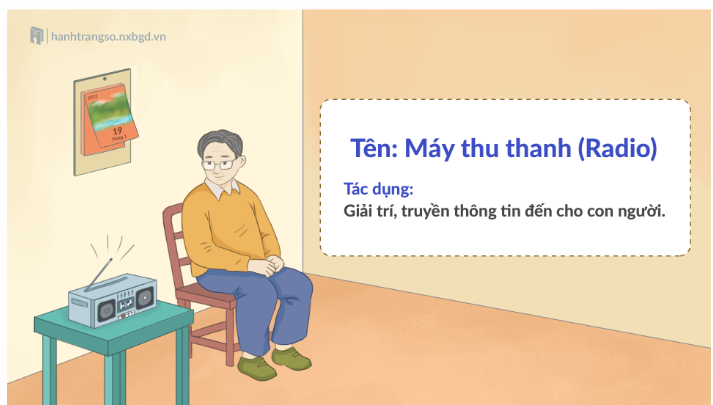 hanhtrangso.nxbgd.vn
19
Tên: Máy thu thanh (Radio)
Tác dụng:
Giải trí, truyền thông tin đến cho con người.